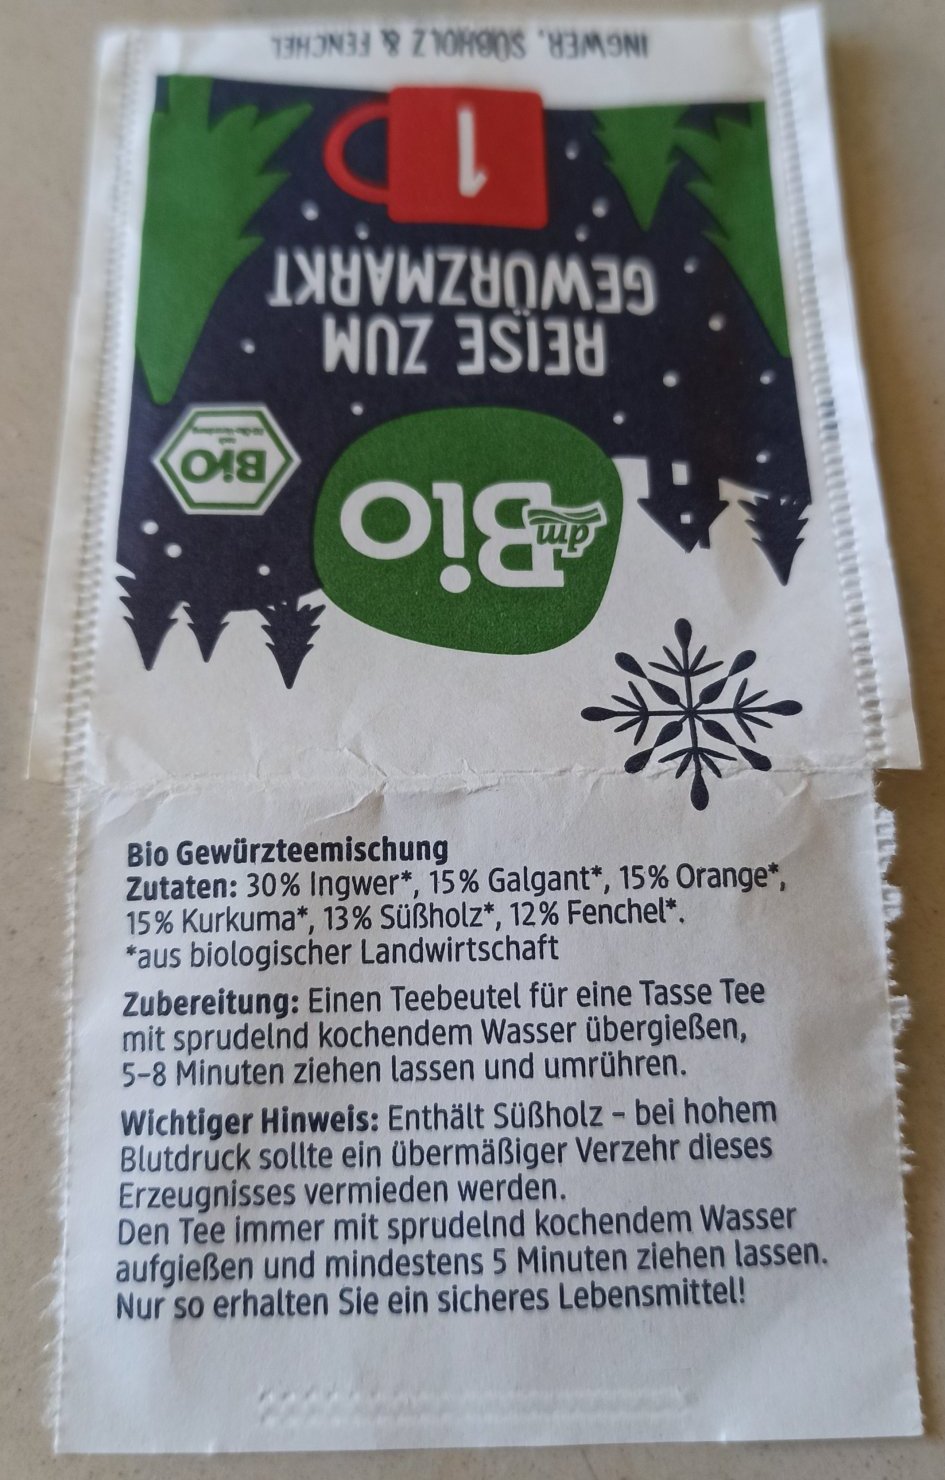 INGWER, SÜßHOLZ & FENCHEL
1
REISE ZUM
GEWÜRZMARKT
BiO
nach
EG-Öko-Verordnung
dm
Bio
Bio Gewürzteemischung
Zutaten: 30% Ingwer*, 15% Galgant*, 15% Orange*,
15% Kurkuma*, 13% Süßholz*, 12% Fenchel*.
*aus biologischer Landwirtschaft
Zubereitung: Einen Teebeutel für eine Tasse Tee
mit sprudelnd kochendem Wasser übergießen,
5–8 Minuten ziehen lassen und umrühren.
Wichtiger Hinweis: Enthält Süßholz – bei hohem
Blutdruck sollte ein übermäßiger Verzehr dieses
Erzeugnisses vermieden werden.
Den Tee immer mit sprudelnd kochendem Wasser
aufgießen und mindestens 5 Minuten ziehen lassen.
Nur so erhalten Sie ein sicheres Lebensmittel!